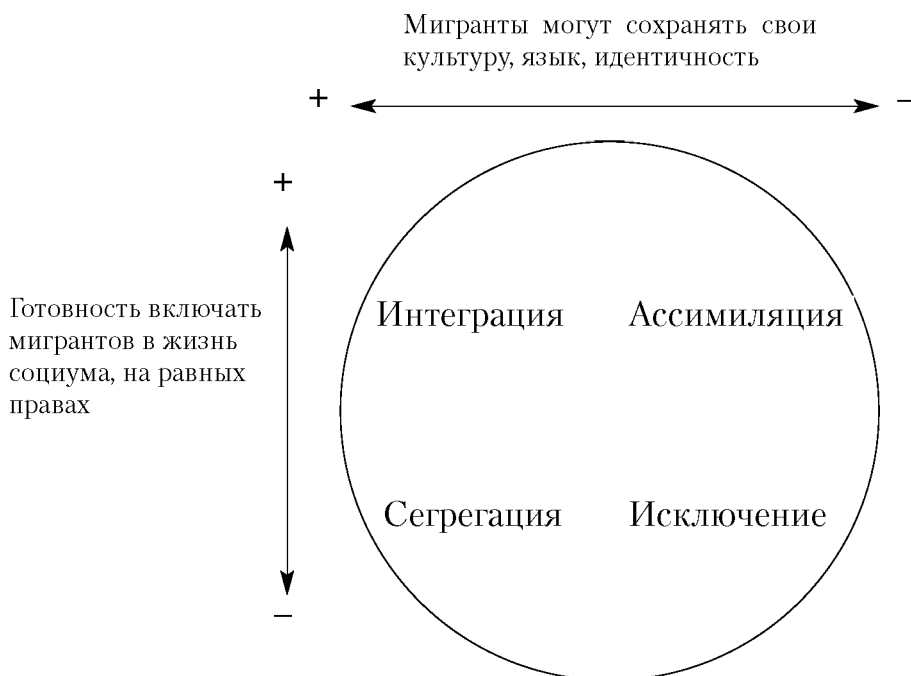 Мигранты могут сохранять свои
культуру, язык, идентичность
+ –
+
Готовность включать
мигрантов в жизнь
социума, на равных
правах
Интеграция Ассимиляция
Сегрегация Исключение
–